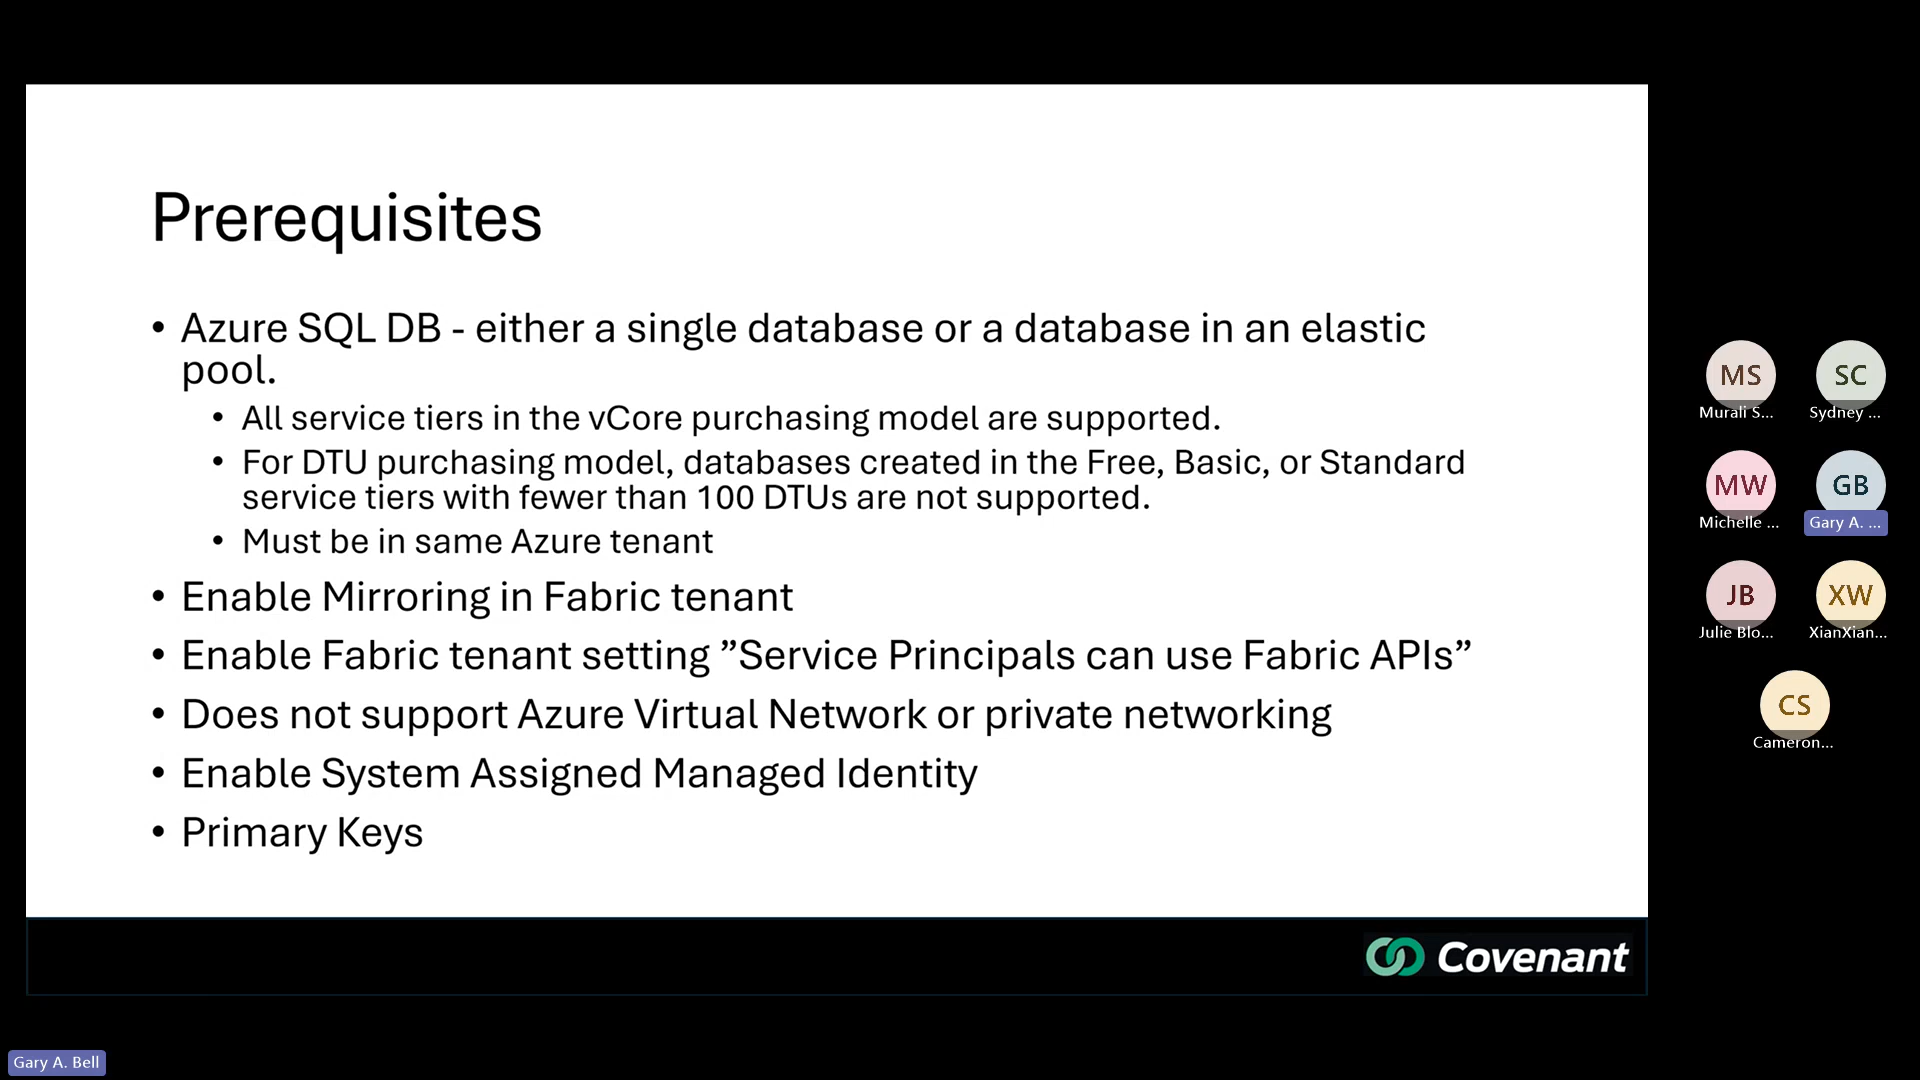 Prerequisites
• Azure SQL DB - either a single database or a database in an elastic
pool.
• All service tiers in the vCore purchasing model are supported.
• For DTU purchasing model, databases created in the Free, Basic, or Standard
service tiers with fewer than 100 DTUs are not supported.
• Must be in same Azure tenant
• Enable Mirroring in Fabric tenant
• Enable Fabric tenant setting ”Service Principals can use Fabric APIs”
• Does not support Azure Virtual Network or private networking
• Enable System Assigned Managed Identity
• Primary Keys
Covenant
MS
Murali S...
SC
Sydney ...
MW
Michelle ...
GB
Gary A. ...
JB
Julie Blo...
XW
XianXian...
CS
Cameron...
Gary A. Bell